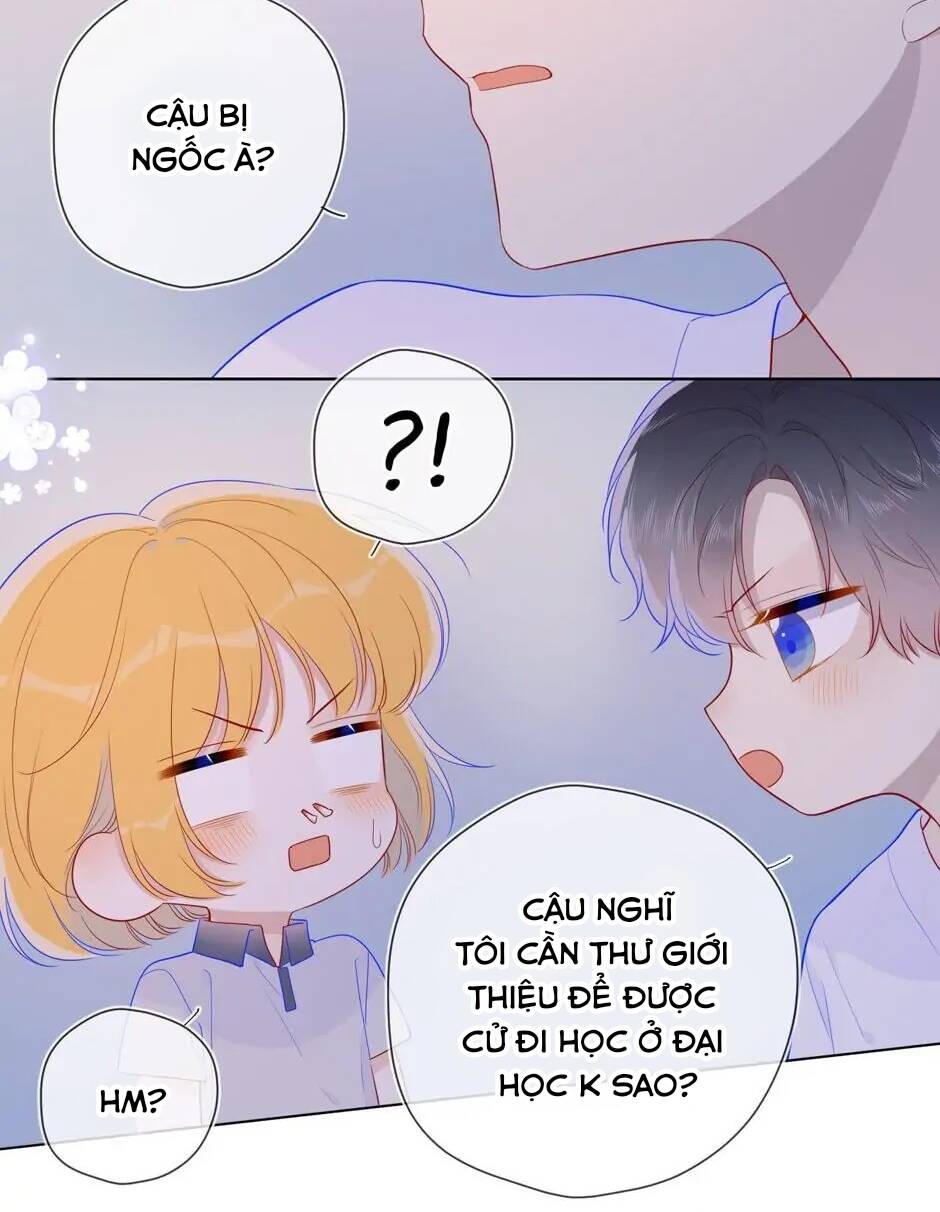 CẬU BỊ
NGỐC À?
?!
CẬU NGHĨ
TÔI CẦN THƯ GIỚI
THIỆU ĐỂ ĐƯỢC
CỬ ĐI HỌC Ở ĐẠI
HỌC K SAO?
HM?